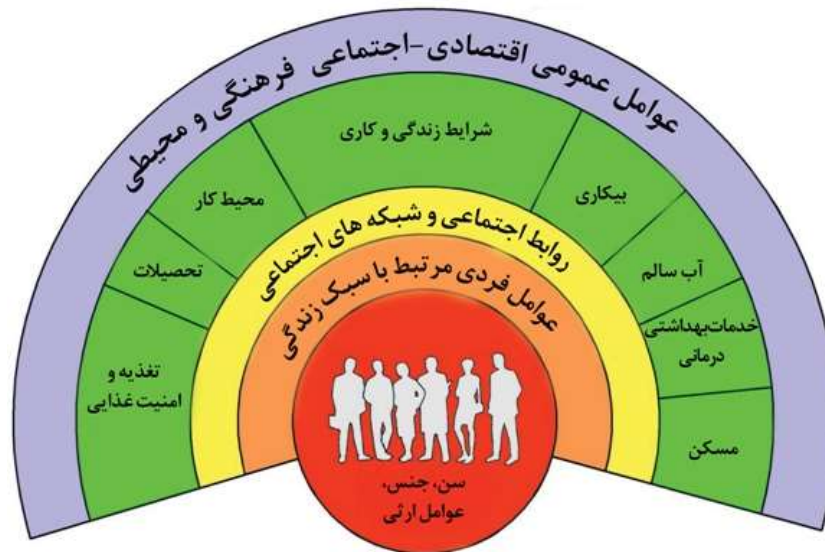 عوامل عمومی اقتصادی-اجتماعی فرهنگی و محیطی
شرایط زندگی و کاری
بیکاری
محیط کار
آب سالم
تحصیلات
خدمات‌بهداشتی
درمانی
تغذیه و
امنیت غذایی
مسکن
روابط اجتماعی و شبکه های اجتماعی
عوامل فردی مرتبط با سبک زندگی
سن، جنس،
عوامل ارثی